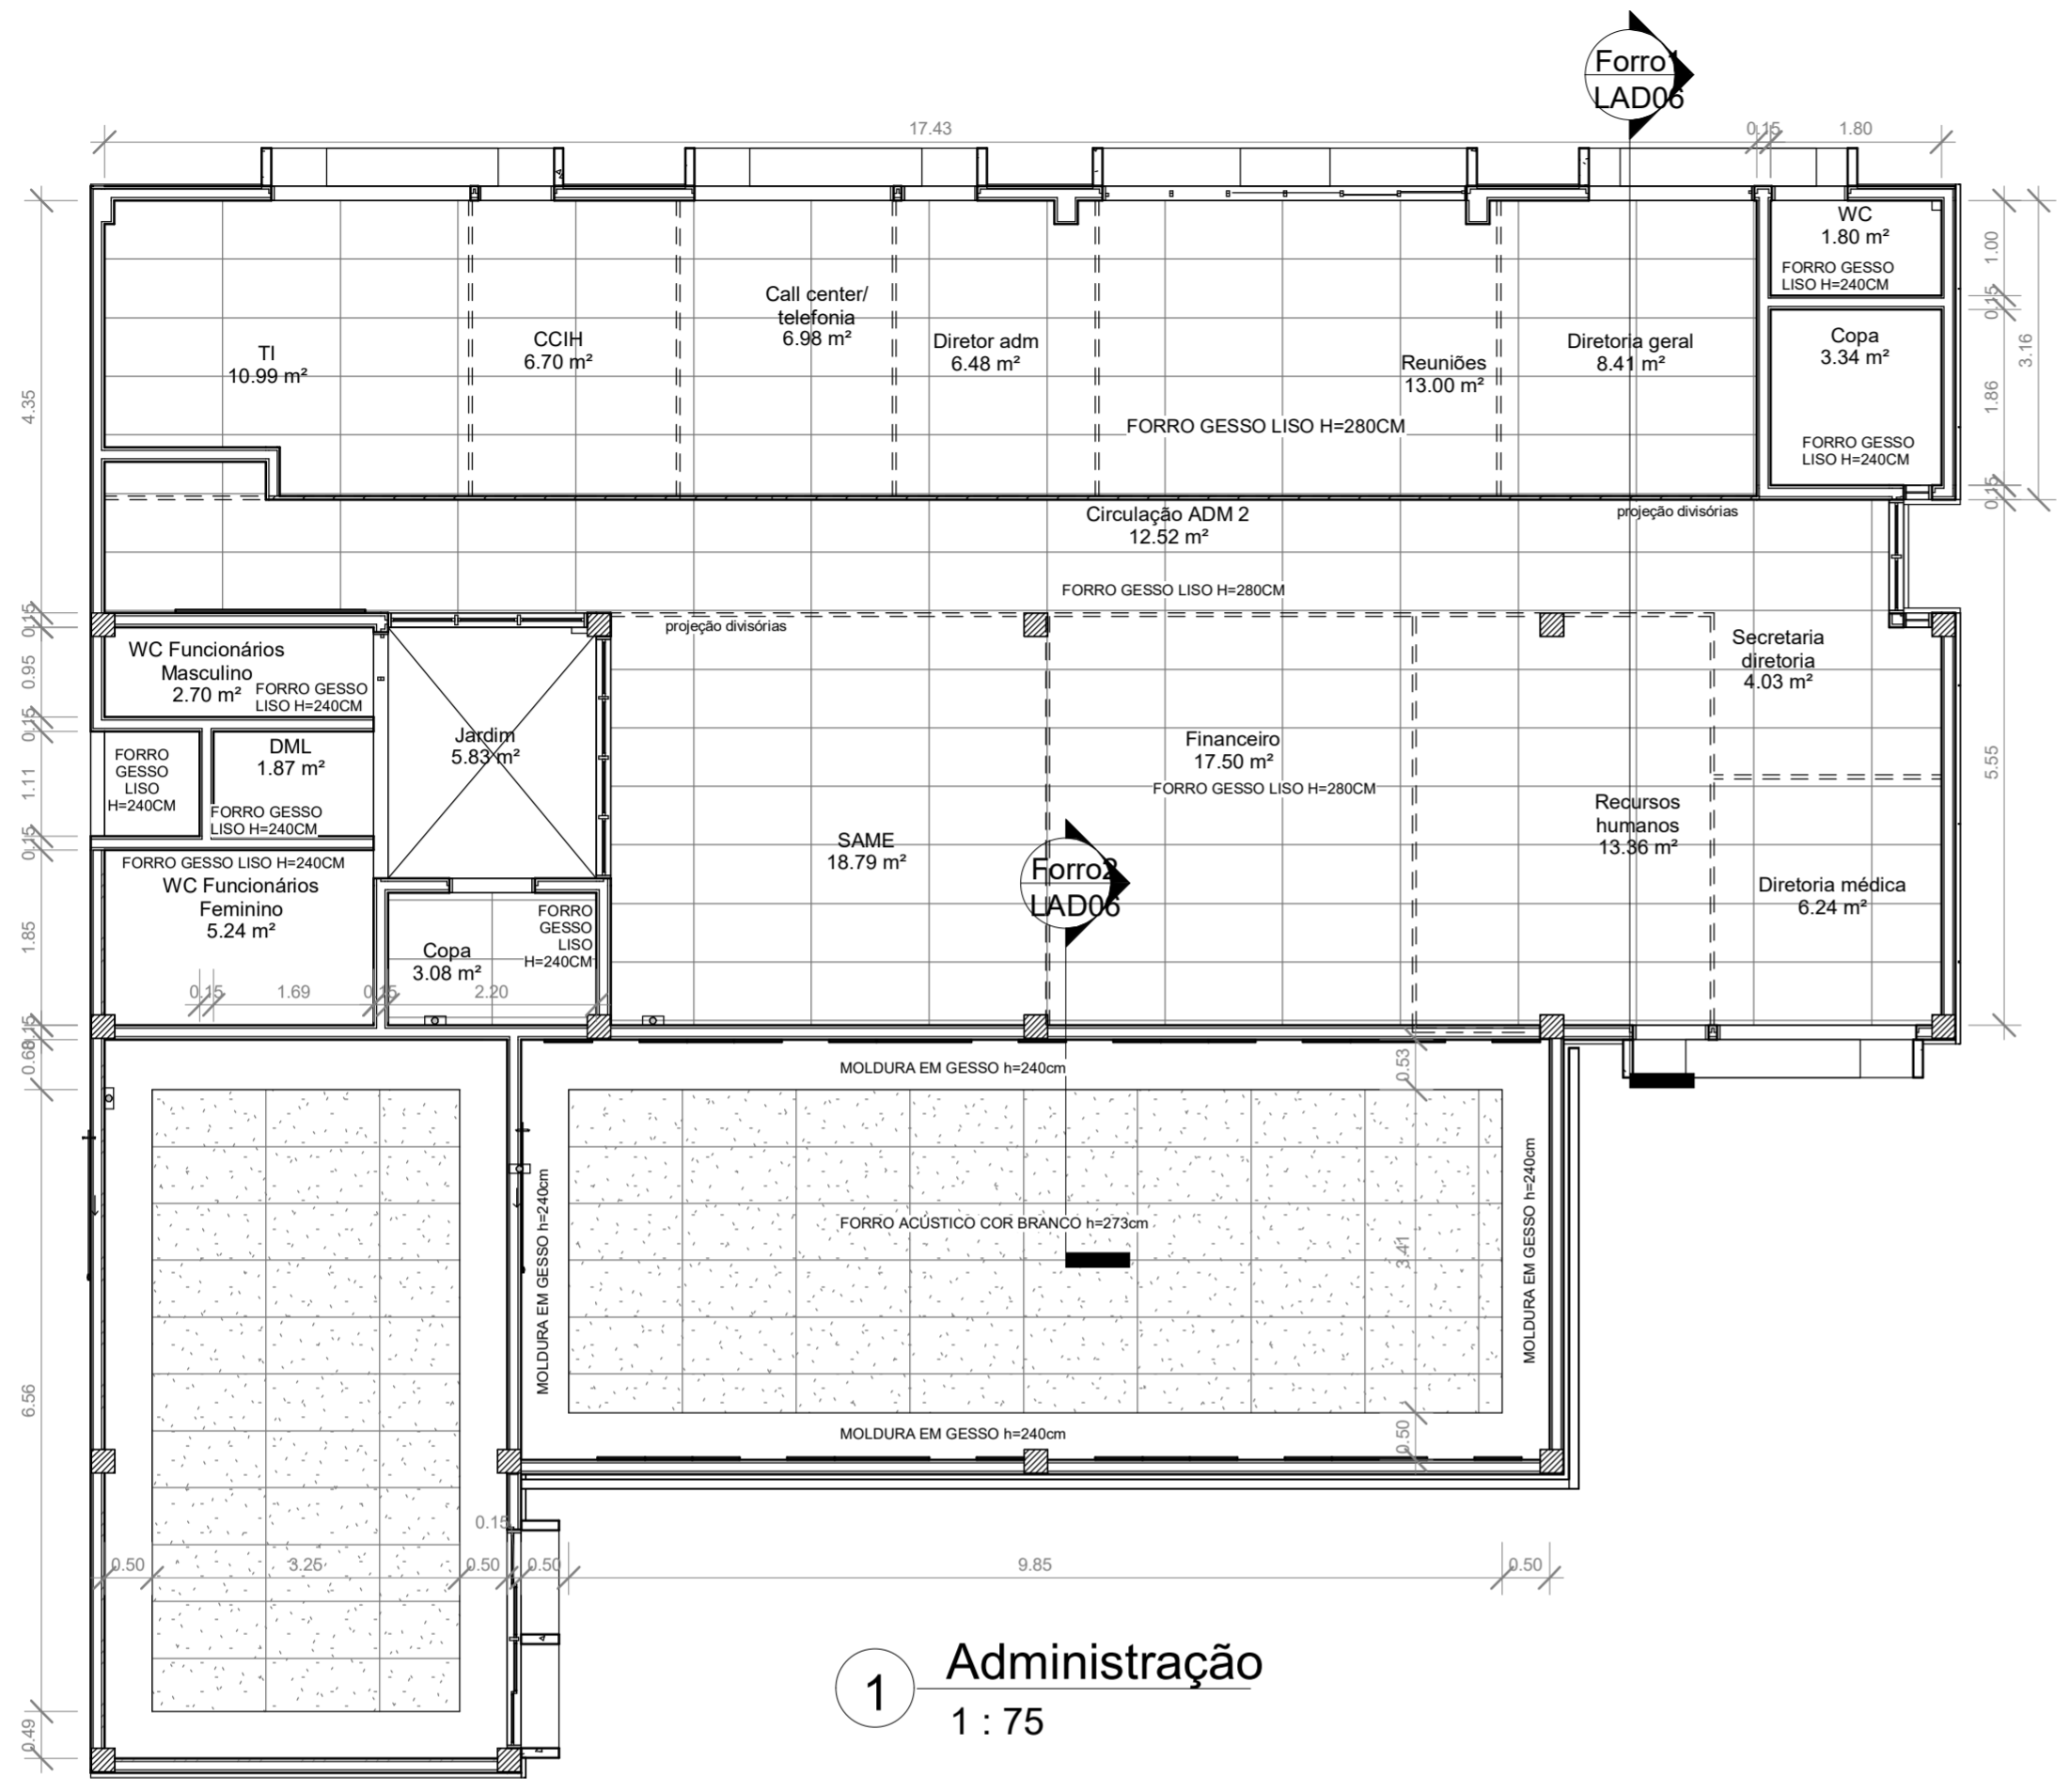 Forro1
LAD06
17.43
0.15
1.80
WC
1.80 m²
FORRO GESSO
LISO H=240CM
1.00
0.15
3.16
Call center/
telefonia
6.98 m²
CCIH
6.70 m²
TI
10.99 m²
Diretor adm
6.48 m²
Reuniões
13.00 m²
Diretoria geral
8.41 m²
Copa
3.34 m²
1.86
4.35
FORRO GESSO LISO H=280CM
FORRO GESSO
LISO H=240CM
0.15
Circulação ADM 2
12.52 m²
projeção divisórias
FORRO GESSO LISO H=280CM
0.15
projeção divisórias
WC Funcionários
Masculino
2.70 m²
FORRO GESSO
LISO H=240CM
0.95
Secretaria
diretoria
4.03 m²
0.15
FORRO
GESSO
LISO
H=240CM
DML
1.87 m²
FORRO GESSO
LISO H=240CM
1.11
Jardim
5.83 m²
Financeiro
17.50 m²
FORRO GESSO LISO H=280CM
5.55
Recursos
humanos
13.36 m²
0.15
SAME
18.79 m²
Forro2
LAD06
FORRO GESSO LISO H=240CM
WC Funcionários
Feminino
5.24 m²
1.85
Diretoria médica
6.24 m²
FORRO
GESSO
LISO
H=240CM
Copa
3.08 m²
0.15
1.69
0.15
2.20
0.15
0.68
0.53
MOLDURA EM GESSO h=240cm
MOLDURA EM GESSO h=240cm
FORRO ACÚSTICO COR BRANCO h=273cm
3.41
MOLDURA EM GESSO h=240cm
MOLDURA EM GESSO h=240cm
0.50
6.56
0.15
0.50
3.25
0.50
0.50
9.85
0.50
0.49
1
Administração
1 : 75